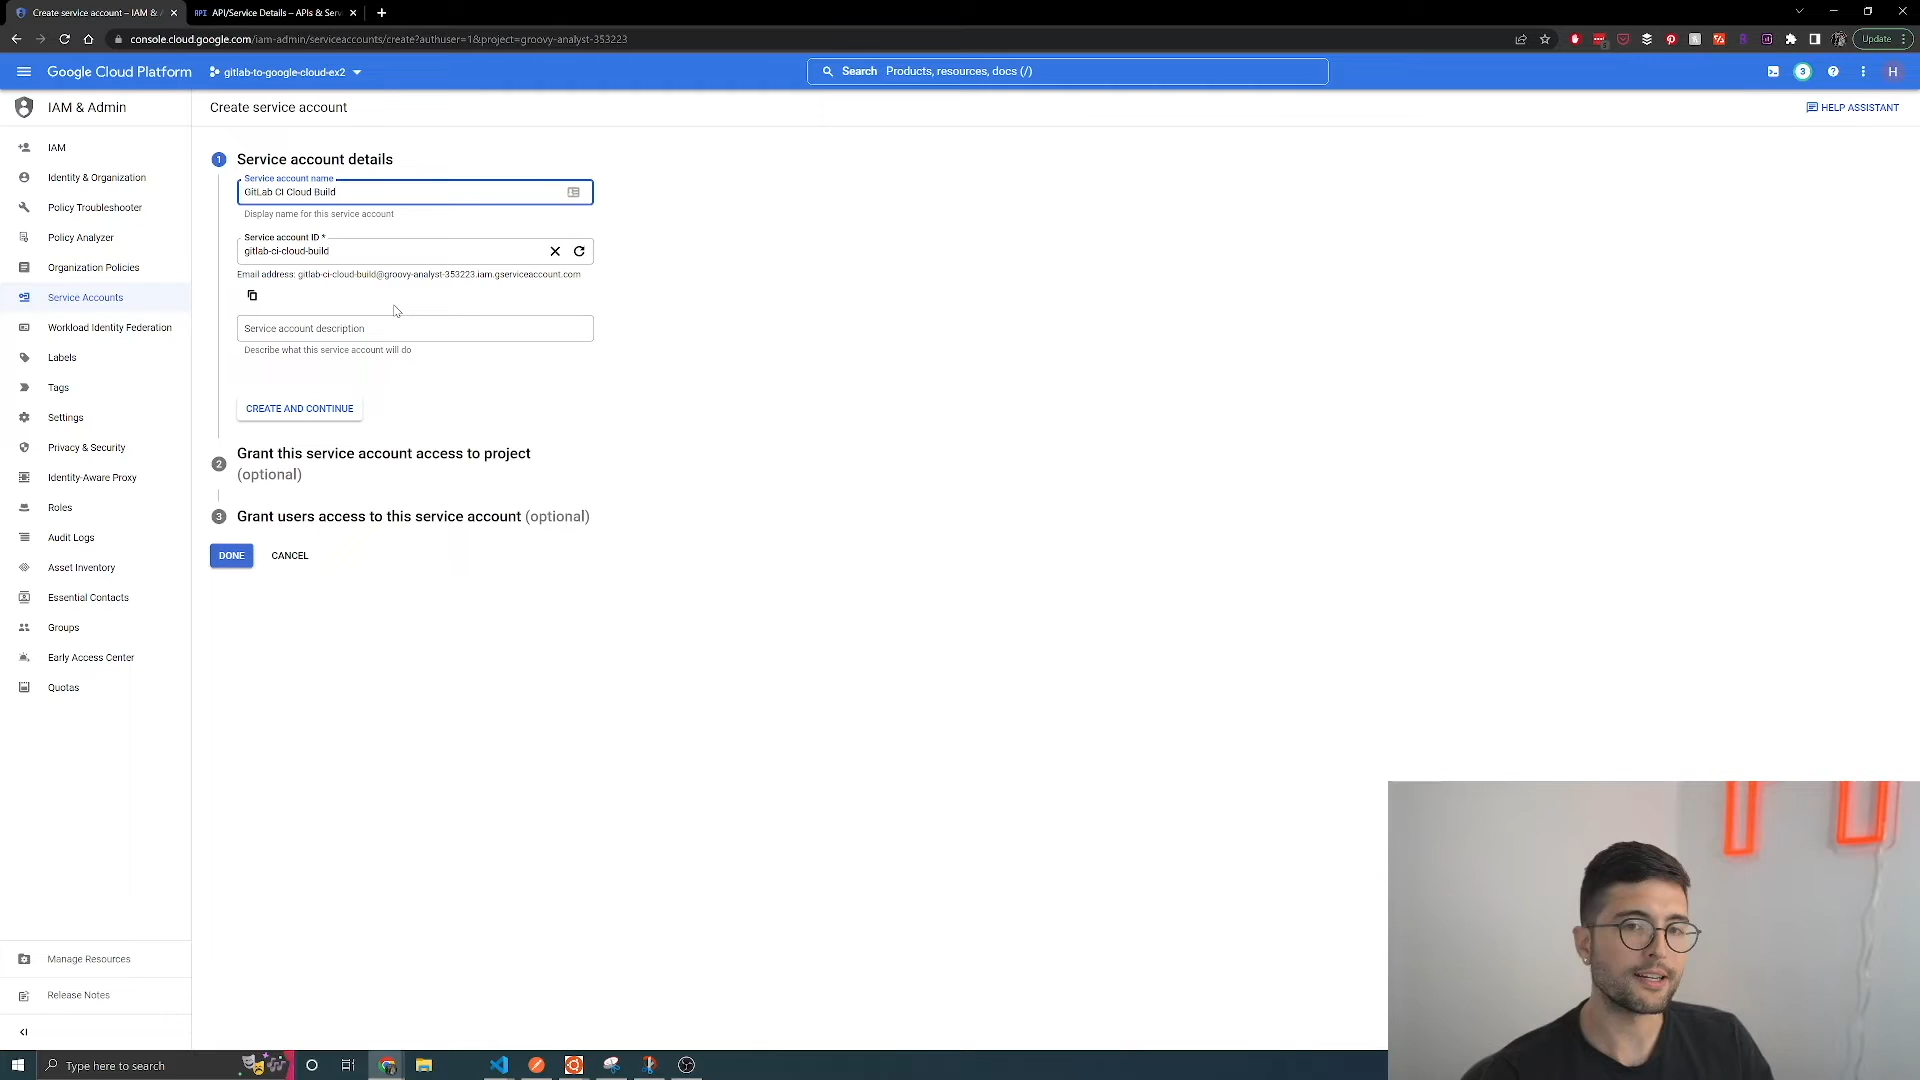 Create service account – IAM & A
API API/Service Details – APIs & Serv
console.cloud.google.com/iam-admin/serviceaccounts/create?authuser=1&project=groovy-analyst-353223
Update
Google Cloud Platform
gitlab-to-google-cloud-ex2
Search Products, resources, docs (/)
3
H
IAM & Admin
Create service account
HELP ASSISTANT
IAM
Identity & Organization
Policy Troubleshooter
Policy Analyzer
Organization Policies
Service Accounts
Workload Identity Federation
Labels
Tags
Settings
Privacy & Security
Identity-Aware Proxy
Roles
Audit Logs
Asset Inventory
Essential Contacts
Groups
Early Access Center
Quotas
Manage Resources
Release Notes
1 Service account details
Service account name
GitLab CI Cloud Build
Display name for this service account
Service account ID *
gitlab-ci-cloud-build
Email address: gitlab-ci-cloud-build@groovy-analyst-353223.iam.gserviceaccount.com
Service account description
Describe what this service account will do
CREATE AND CONTINUE
2 Grant this service account access to project
(optional)
3 Grant users access to this service account (optional)
DONE CANCEL
Type here to search